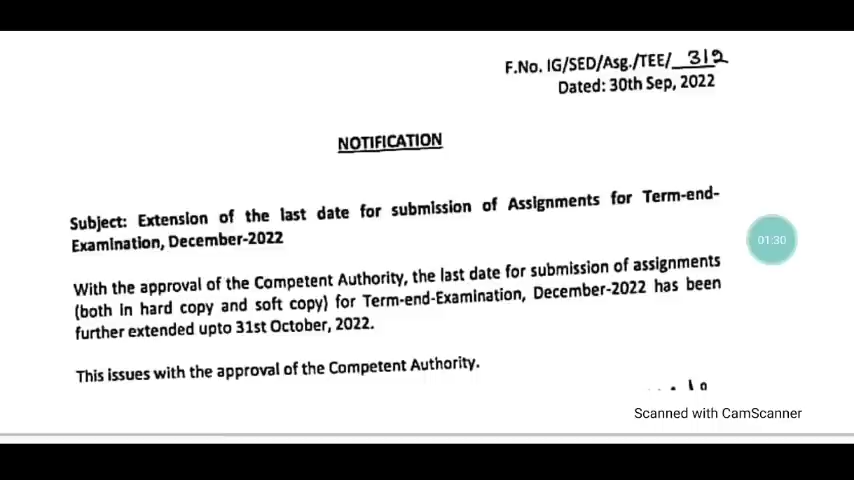 F.No. IG/SED/Asg./TEE/ 312
Dated: 30th Sep, 2022
NOTIFICATION
Subject: Extension of the last date for submission of Assignments for Term-end-
Examination, December-2022
01:30
With the approval of the Competent Authority, the last date for submission of assignments
(both in hard copy and soft copy) for Term-end-Examination, December-2022 has been
further extended upto 31st October, 2022.
This issues with the approval of the Competent Authority.
Scanned with CamScanner